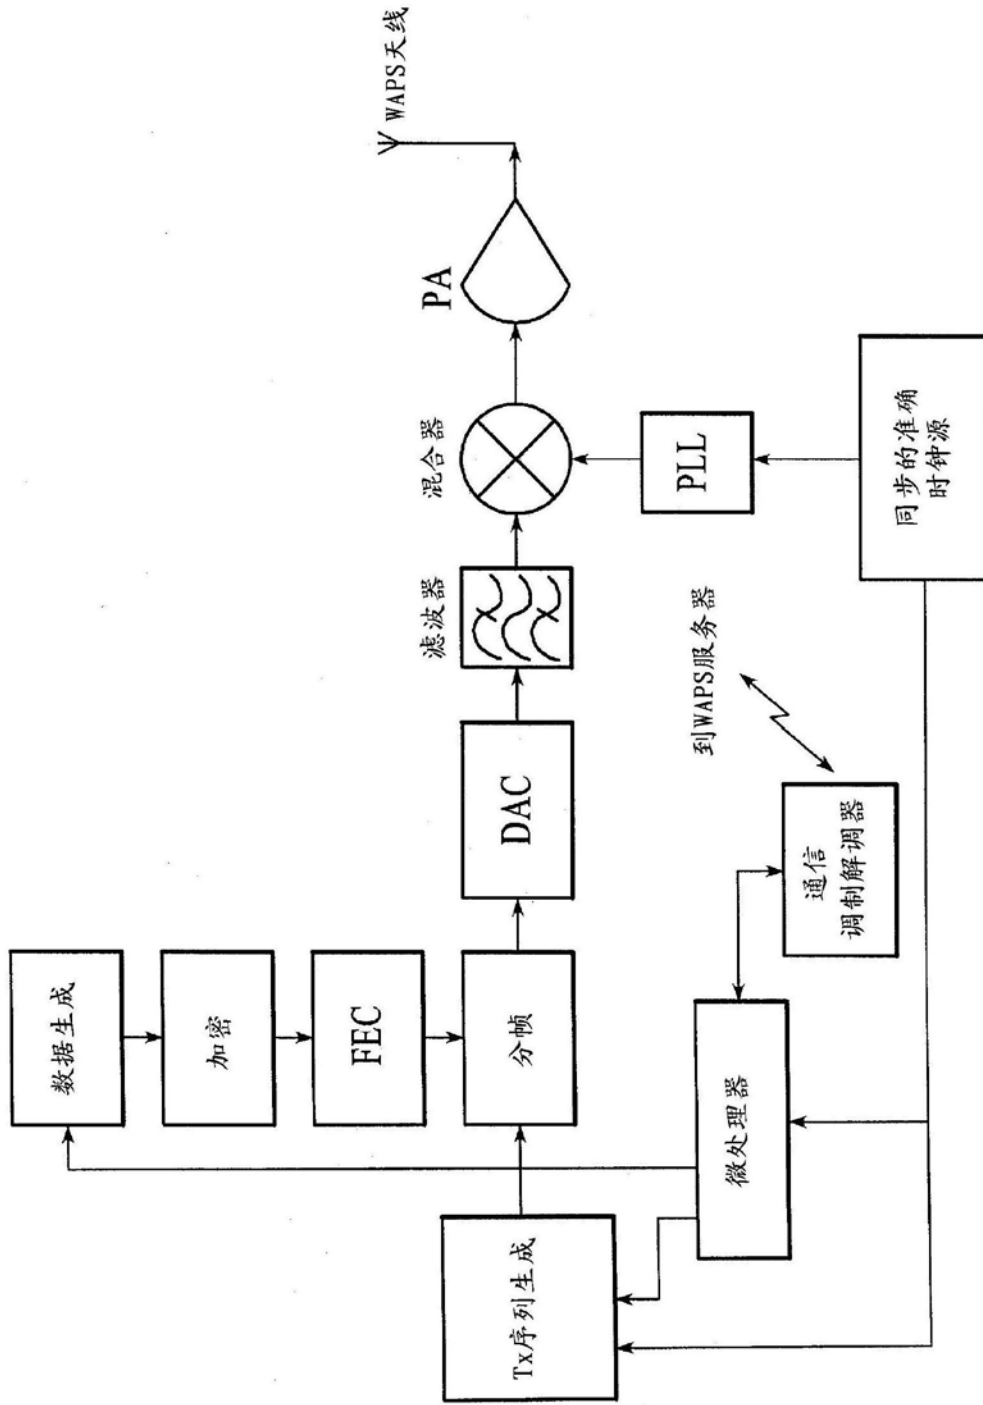 数据生成
加密
FEC
分帧
Tx序列生成
DAC
滤波器
混合器
PA
WAPS天线
PLL
同步的准确
时钟源
到WAPS服务器
通信
调制解调器
微处理器